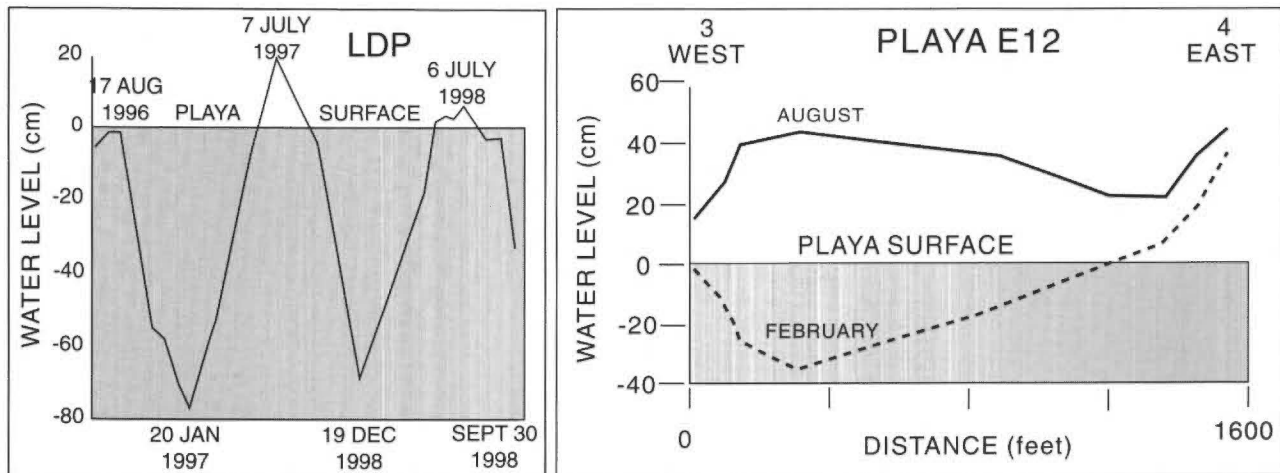 LDP
7 JULY
1997
17 AUG
1996
6 JULY
1998
PLAYA SURFACE
WATER LEVEL (cm)
20
0
-20
-40
-60
-80
20 JAN
1997
19 DEC
1998
SEPT 30
1998
3
WEST
PLAYA E12
4
EAST
WATER LEVEL (cm)
60
40
20
0
-20
-40
AUGUST
PLAYA SURFACE
FEBRUARY
0
DISTANCE (feet)
1600